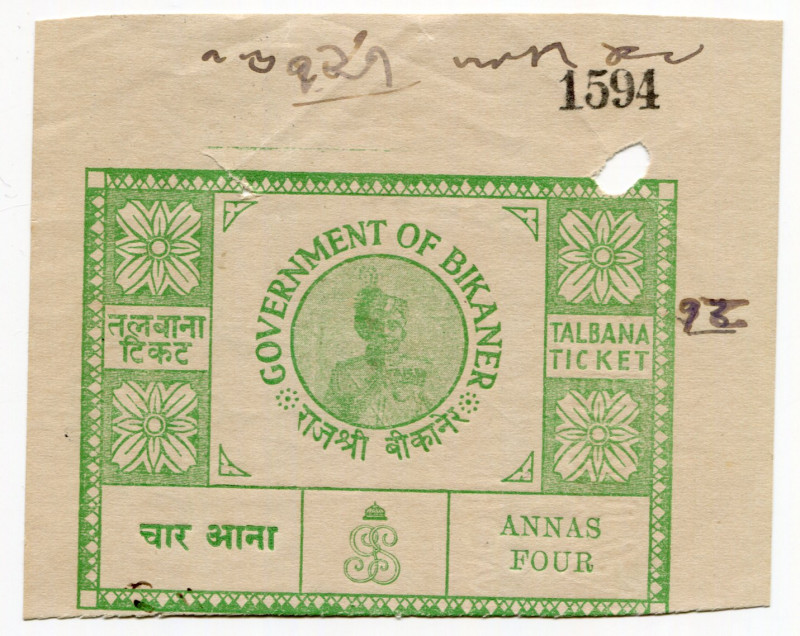 1594
GOVERNMENT OF BIKANER
राजश्री बीकानेर
तलबाना
टिकट
TALBANA
TICKET
चार आना
ANNAS
FOUR